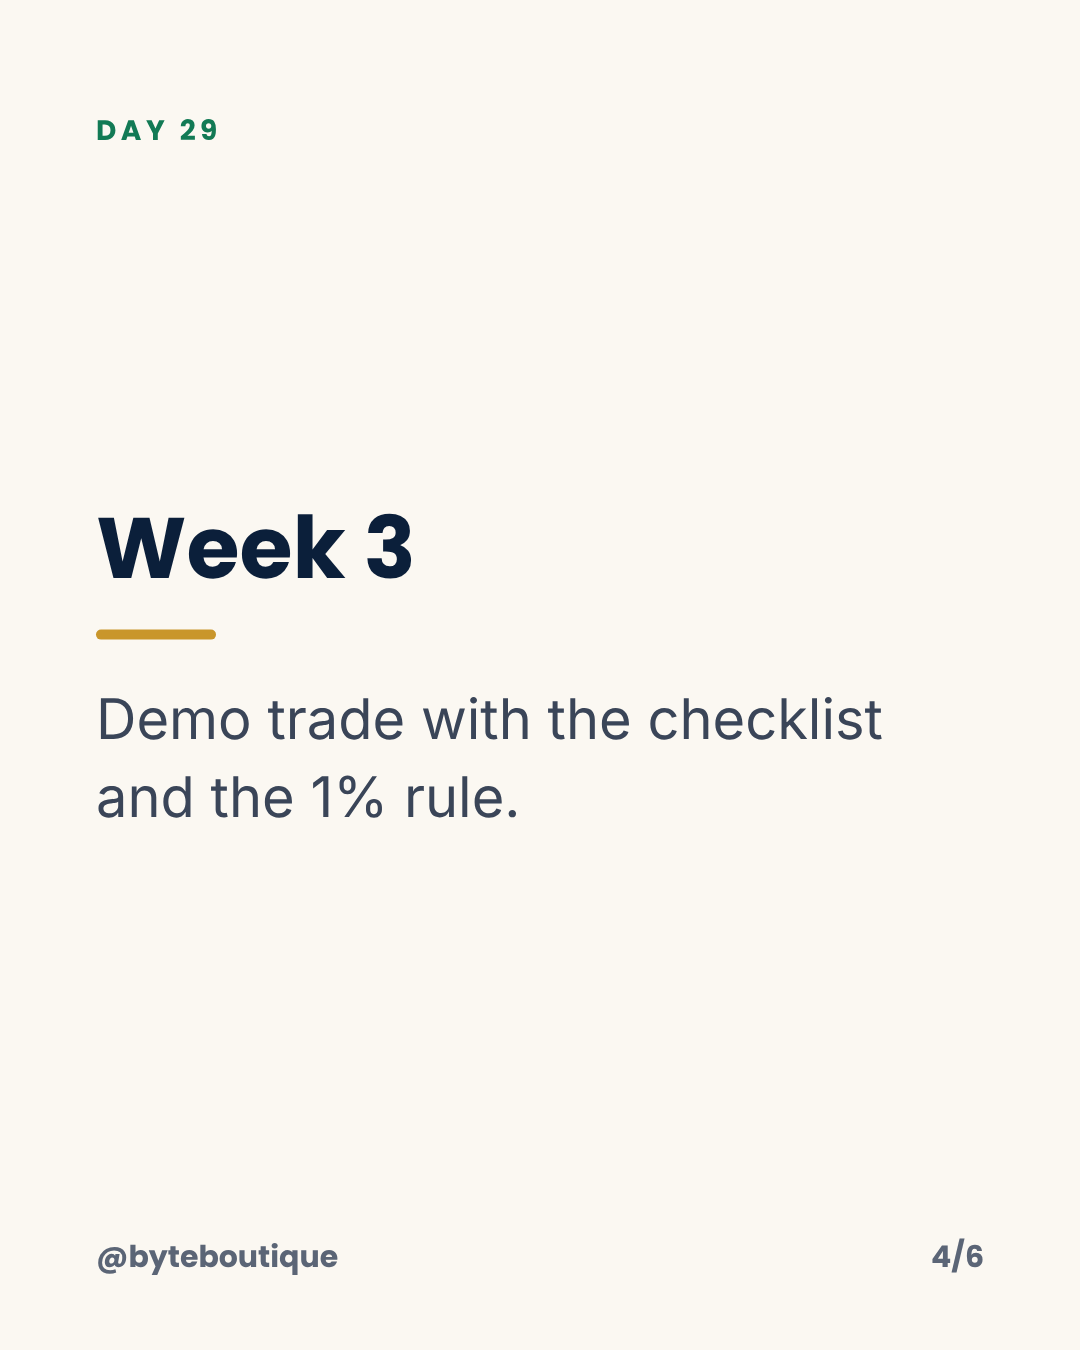 DAY 29
Week 3
Demo trade with the checklist
and the 1% rule.
@byteboutique
4/6